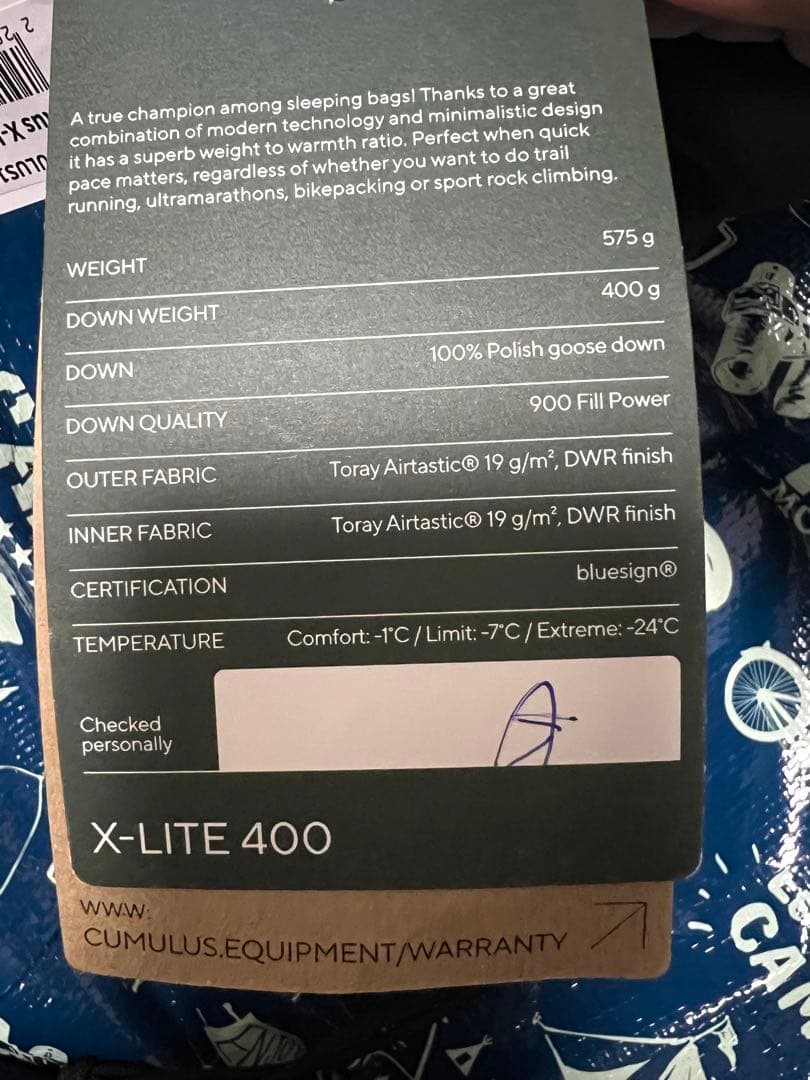 A true champion among sleeping bags! Thanks to a great
combination of modern technology and minimalistic design
it has a superb weight to warmth ratio. Perfect when quick
pace matters, regardless of whether you want to do trail
running, ultramarathons, bikepacking or sport rock climbing.
WEIGHT 575 g
DOWN WEIGHT 400 g
DOWN 100% Polish goose down
DOWN QUALITY 900 Fill Power
OUTER FABRIC Toray Airtastic® 19 g/m², DWR finish
INNER FABRIC Toray Airtastic® 19 g/m², DWR finish
CERTIFICATION bluesign®
TEMPERATURE Comfort: -1°C / Limit: -7°C / Extreme: -24°C
Checked
personally
X-LITE 400
WWW.
CUMULUS.EQUIPMENT/WARRANTY